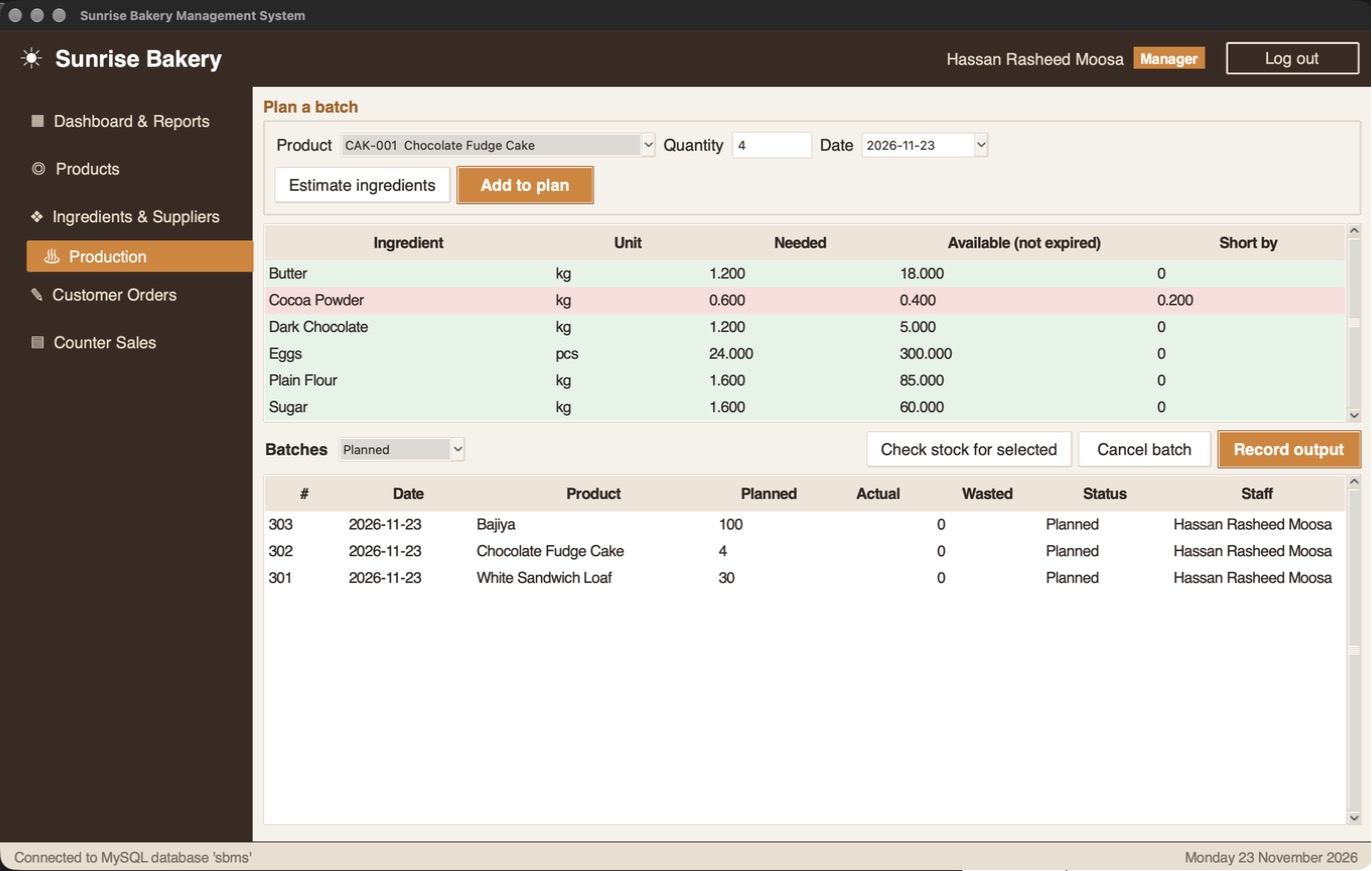 Sunrise Bakery Management System
Sunrise Bakery
Hassan Rasheed Moosa Manager Log out
Dashboard & Reports
Products
Ingredients & Suppliers
Production
Customer Orders
Counter Sales
Plan a batch
Product CAK-001 Chocolate Fudge Cake Quantity 4 Date 2026-11-23
Estimate ingredients Add to plan
Ingredient Unit Needed Available (not expired) Short by
Butter kg 1.200 18.000 0
Cocoa Powder kg 0.600 0.400 0.200
Dark Chocolate kg 1.200 5.000 0
Eggs pcs 24.000 300.000 0
Plain Flour kg 1.600 85.000 0
Sugar kg 1.600 60.000 0
Batches Planned Check stock for selected Cancel batch Record output
# Date Product Planned Actual Wasted Status Staff
303 2026-11-23 Bajiya 100 0 Planned Hassan Rasheed Moosa
302 2026-11-23 Chocolate Fudge Cake 4 0 Planned Hassan Rasheed Moosa
301 2026-11-23 White Sandwich Loaf 30 0 Planned Hassan Rasheed Moosa
Connected to MySQL database 'sbms' Monday 23 November 2026